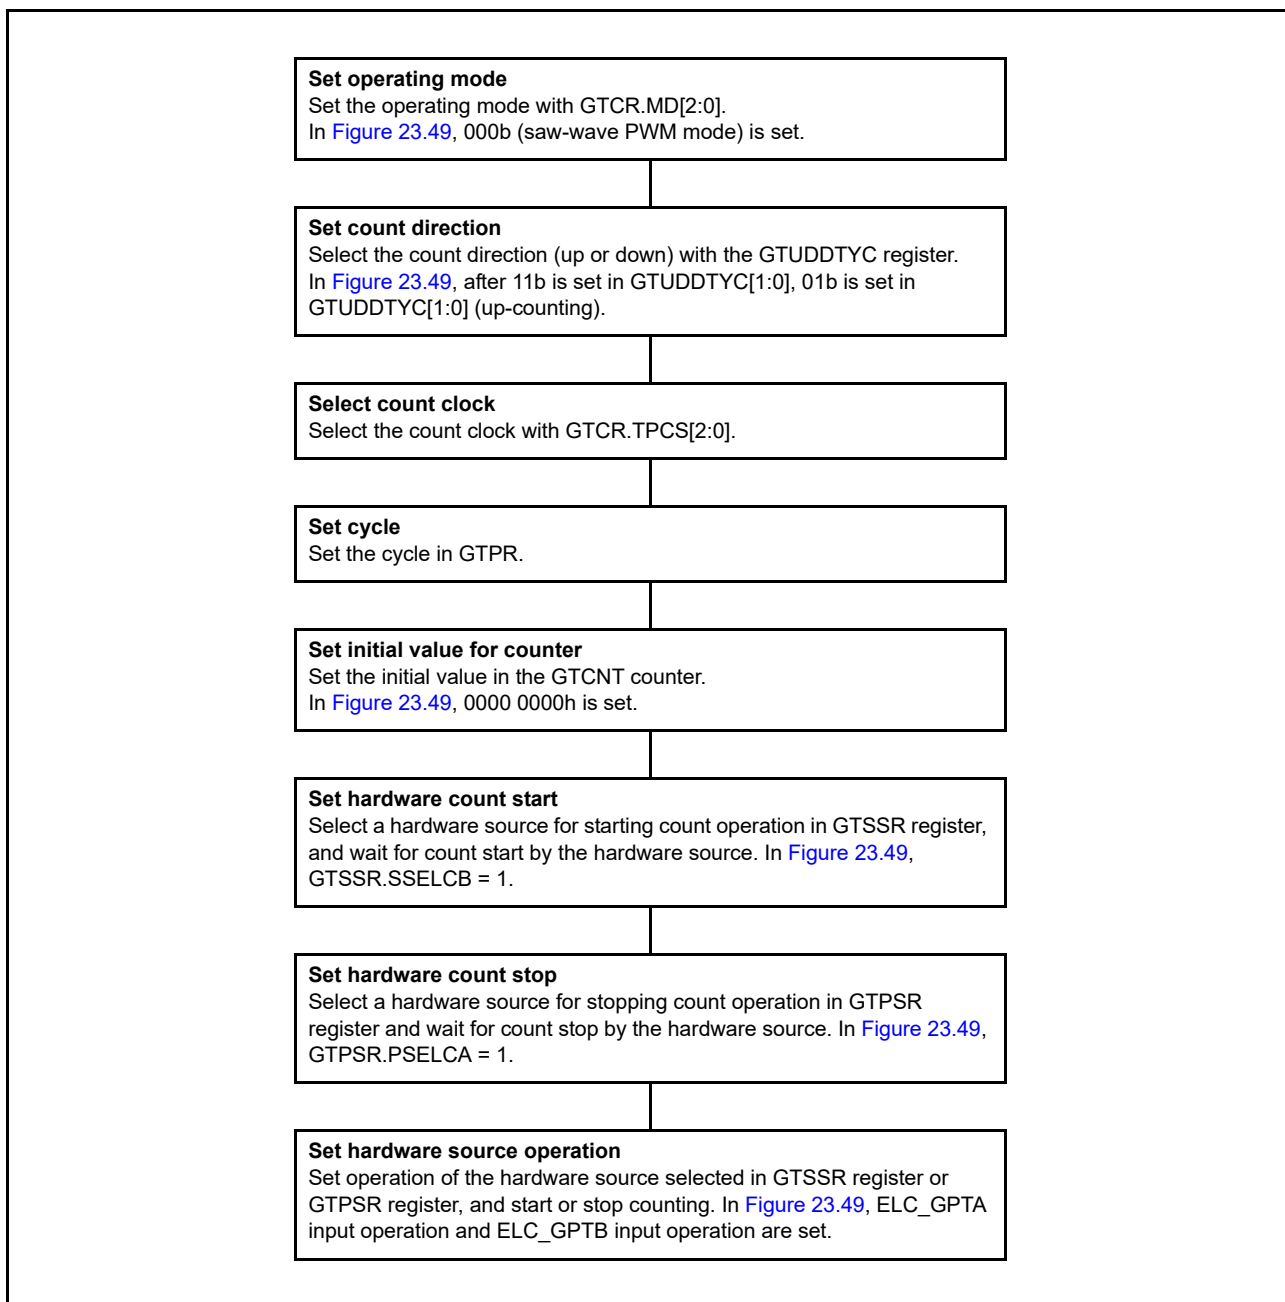 Set operating mode
Set the operating mode with GTCR.MD[2:0].
In Figure 23.49, 000b (saw-wave PWM mode) is set.
Set count direction
Select the count direction (up or down) with the GTUDDTYC register.
In Figure 23.49, after 11b is set in GTUDDTYC[1:0], 01b is set in
GTUDDTYC[1:0] (up-counting).
Select count clock
Select the count clock with GTCR.TPCS[2:0].
Set cycle
Set the cycle in GTPR.
Set initial value for counter
Set the initial value in the GTCNT counter.
In Figure 23.49, 0000 0000h is set.
Set hardware count start
Select a hardware source for starting count operation in GTSSR register,
and wait for count start by the hardware source. In Figure 23.49,
GTSSR.SSELCB = 1.
Set hardware count stop
Select a hardware source for stopping count operation in GTPSR
register and wait for count stop by the hardware source. In Figure 23.49,
GTPSR.PSELCA = 1.
Set hardware source operation
Set operation of the hardware source selected in GTSSR register or
GTPSR register, and start or stop counting. In Figure 23.49, ELC_GPTA
input operation and ELC_GPTB input operation are set.